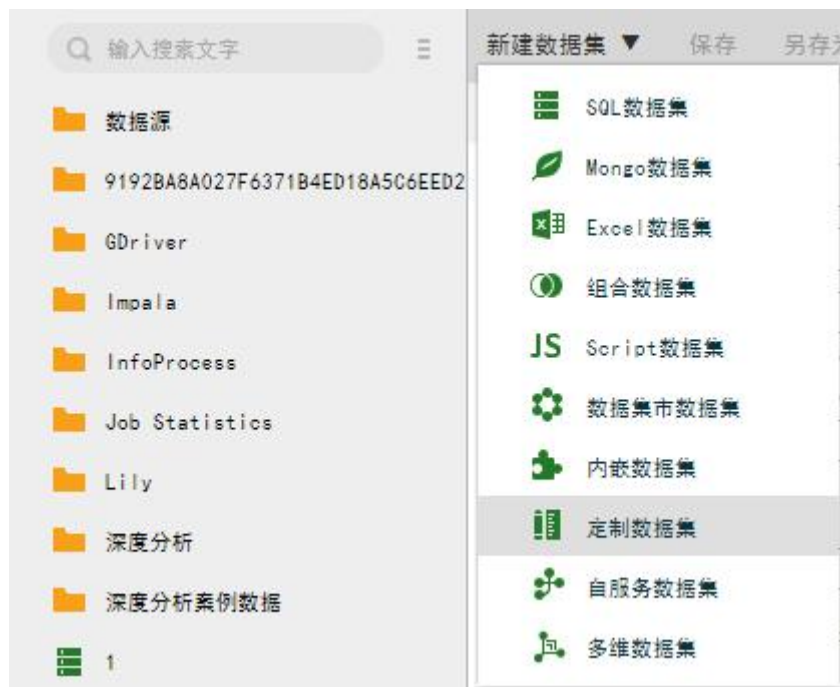 输入搜索文字
数据源
9192BA8A027F6371B4ED18A5C6EED2
GDriver
Impala
InfoProcess
Job Statistics
Lily
深度分析
深度分析案例数据
1
新建数据集 ▼ 保存 另存为
SQL数据集
Mongo数据集
Excel数据集
组合数据集
JS Script数据集
数据集市数据集
内嵌数据集
定制数据集
自服务数据集
多维数据集